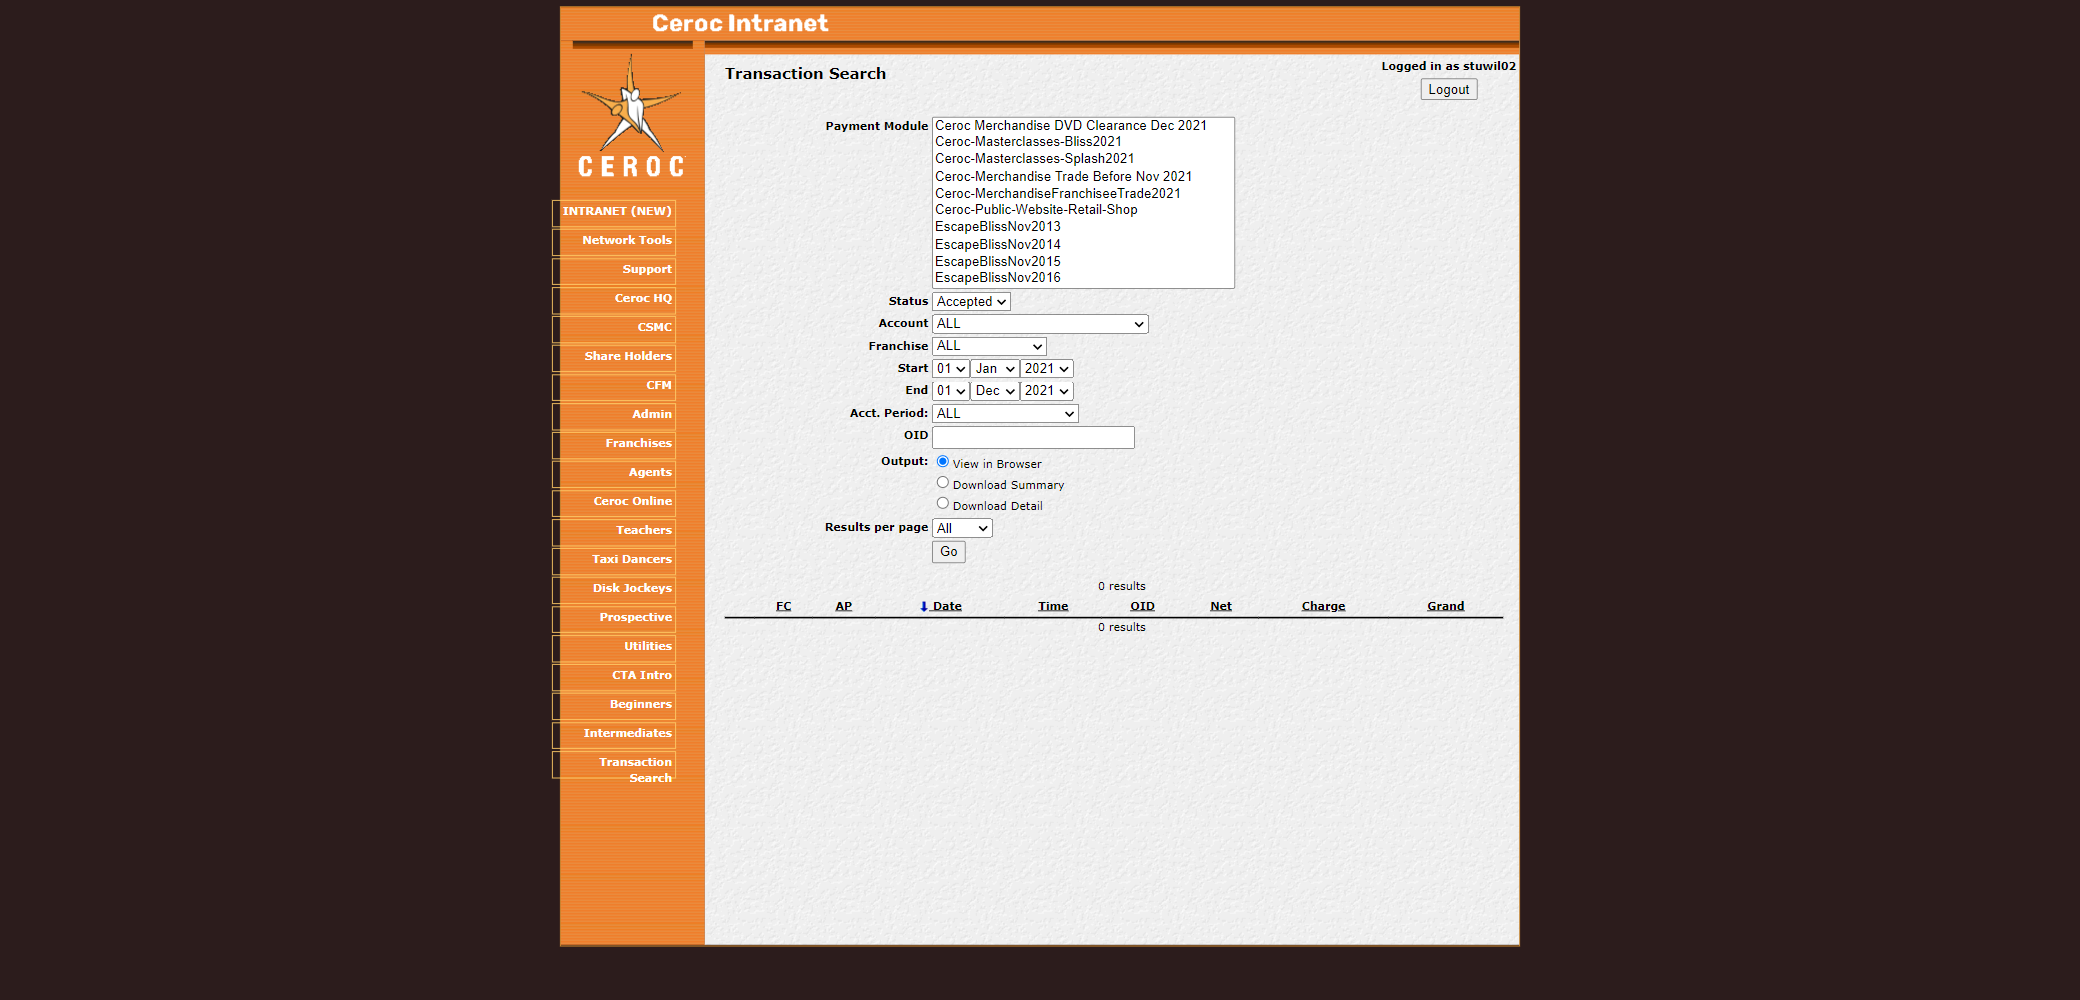 Ceroc Intranet
CEROC
INTRANET (NEW)
Network Tools
Support
Ceroc HQ
CSMC
Share Holders
CFM
Admin
Franchises
Agents
Ceroc Online
Teachers
Taxi Dancers
Disk Jockeys
Prospective
Utilities
CTA Intro
Beginners
Intermediates
Transaction
Search
Transaction Search
Logged in as stuwil02
Logout
Payment Module
Ceroc Merchandise DVD Clearance Dec 2021
Ceroc-Masterclasses-Bliss2021
Ceroc-Masterclasses-Splash2021
Ceroc-Merchandise Trade Before Nov 2021
Ceroc-MerchandiseFranchiseeTrade2021
Ceroc-Public-Website-Retail-Shop
EscapeBlissNov2013
EscapeBlissNov2014
EscapeBlissNov2015
EscapeBlissNov2016
Status Accepted
Account ALL
Franchise ALL
Start 01 Jan 2021
End 01 Dec 2021
Acct. Period: ALL
OID
Output: View in Browser
Download Summary
Download Detail
Results per page All
Go
0 results
FC AP Date Time OID Net Charge Grand
0 results